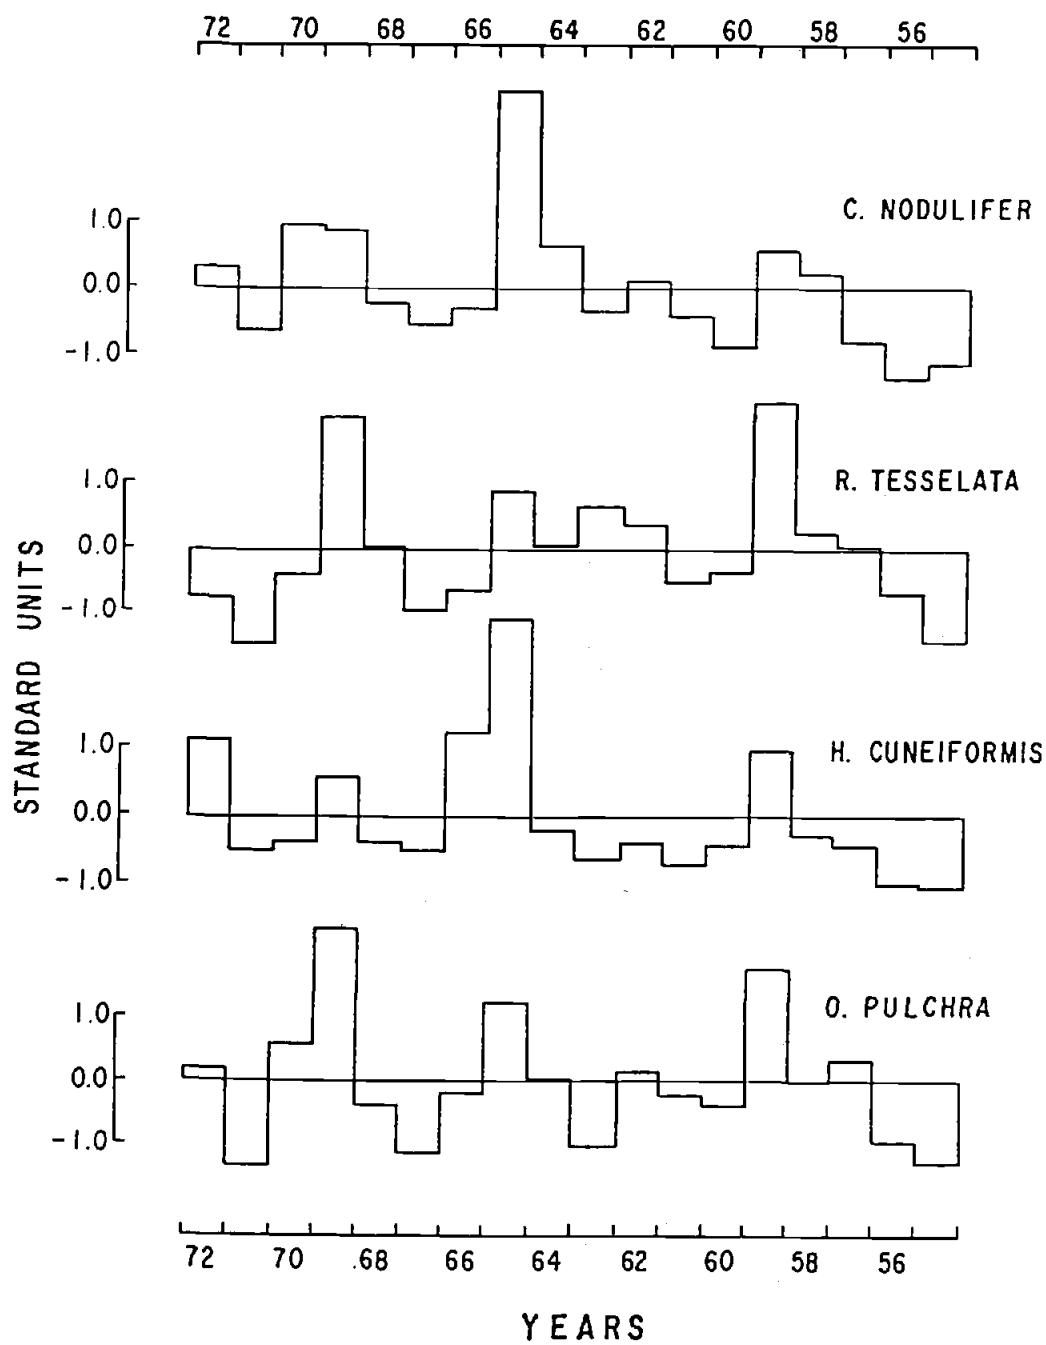 72 70 68 66 64 62 60 58 56
C. NODULIFER
1.0
0.0
-1.0
R. TESSELATA
1.0
0.0
-1.0
STANDARD UNITS
H. CUNEIFORMIS
1.0
0.0
-1.0
O. PULCHRA
1.0
0.0
-1.0
72 70 .68 66 64 62 60 58 56
YEARS